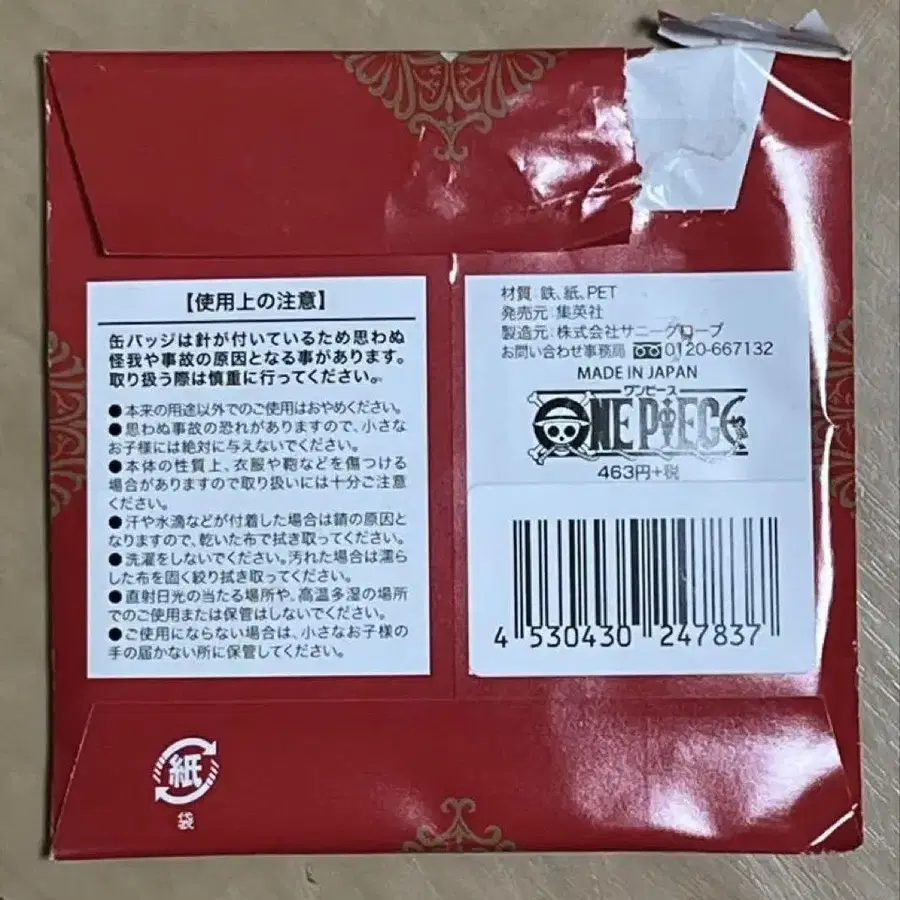 【使用上の注意】
缶バッジは針が付いているため思わぬ
怪我や事故の原因となる事があります。
取り扱う際は慎重に行ってください。
●本来の用途以外でのご使用はおやめください。
●思わぬ事故の恐れがありますので、小さな
お子様には絶対に与えないでください。
●本体の性質上、衣服や鞄などを傷つける
場合がありますので取り扱いには十分ご注意
ください。
●汗や水滴などが付着した場合は錆の原因と
なりますので、乾いた布で拭き取ってください。
●洗濯をしないでください。汚れた場合は濡ら
した布を固く絞り拭き取ってください。
●直射日光の当たる場所や、高温多湿の場所
でのご使用または保管はしないでください。
●ご使用にならない場合は、小さなお子様の
手の届かない所に保管してください。
材質:鉄、紙、PET
発売元:集英社
製造元:株式会社サニーグローブ
お問い合わせ事務局 0120-667132
MADE IN JAPAN
ワンピース
ONE PIECE
463円+税
4 530430 247837
紙
袋